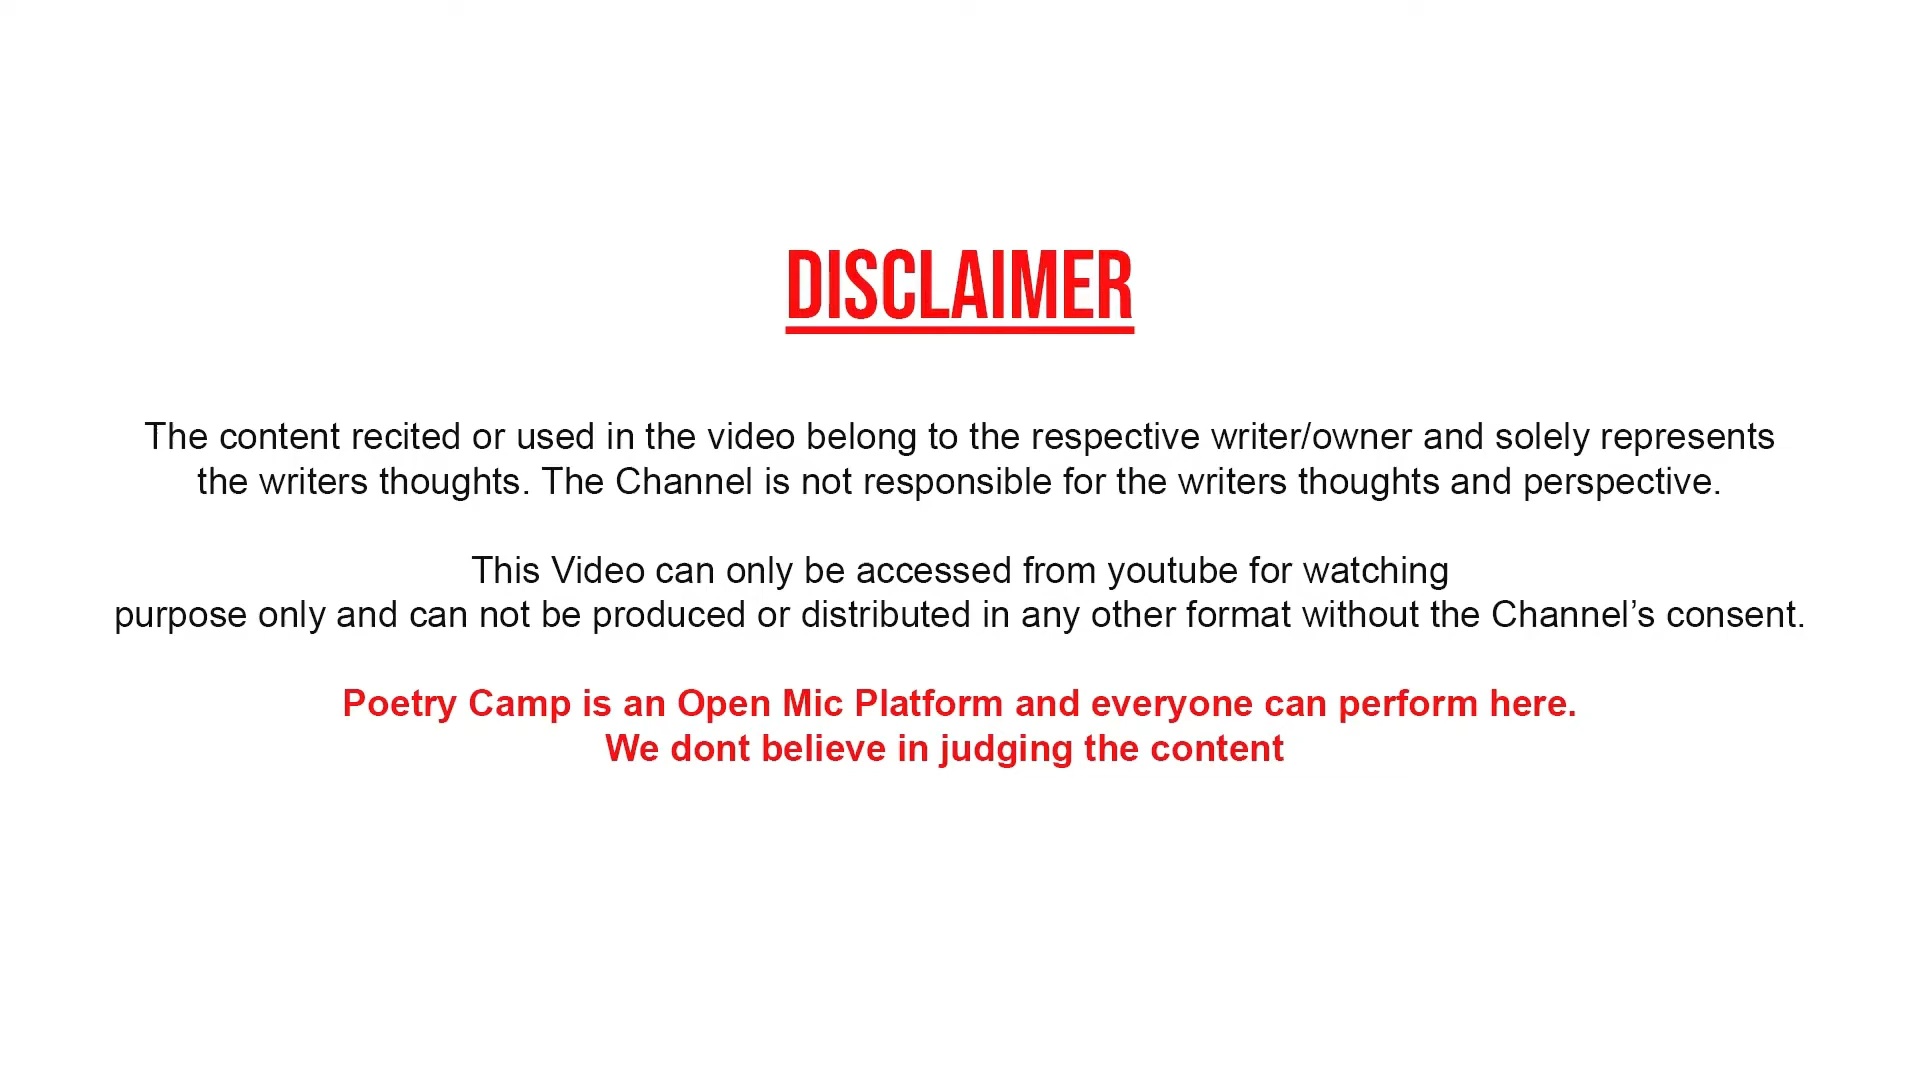 DISCLAIMER
The content recited or used in the video belong to the respective writer/owner and solely represents
the writers thoughts. The Channel is not responsible for the writers thoughts and perspective.
This Video can only be accessed from youtube for watching
purpose only and can not be produced or distributed in any other format without the Channel’s consent.
Poetry Camp is an Open Mic Platform and everyone can perform here.
We dont believe in judging the content